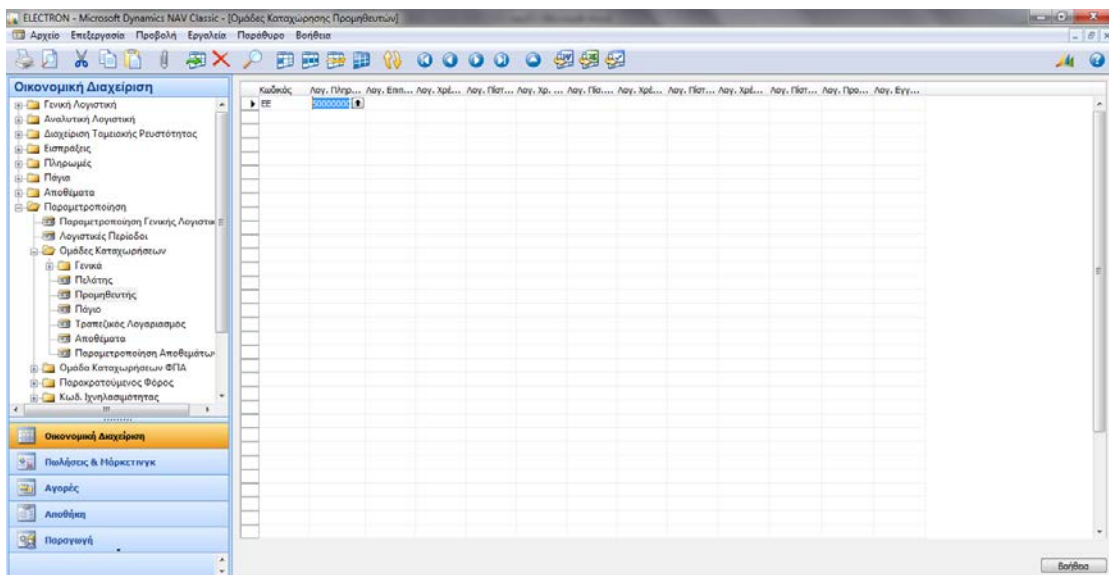 ELECTRON - Microsoft Dynamics NAV Classic - [Ομάδες Καταχώρησης Προμηθευτών]
Αρχείο Επεξεργασία Προβολή Εργαλεία Παράθυρο Βοήθεια
Οικονομική Διαχείριση
Γενική Λογιστική
Αναλυτική Λογιστική
Διαχείριση Ταμειακής Ρευστότητας
Εισπράξεις
Πληρωμές
Πάγια
Αποθέματα
Παραμετροποίηση
Παραμετροποίηση Γενικής Λογιστικ
Λογιστικές Περίοδοι
Ομάδες Καταχωρήσεων
Γενικά
Πελάτης
Προμηθευτής
Πάγιο
Τραπεζικός Λογαριασμός
Αποθέματα
Παραμετροποίηση Αποθεμάτω
Ομάδα Καταχωρήσεων ΦΠΑ
Παρακρατούμενος Φόρος
Κωδ. Ιχνηλασιμότητας
Οικονομική Διαχείριση
Πωλήσεις & Μάρκετινγκ
Αγορές
Αποθήκη
Παραγωγή
Κωδικός Λογ. Πληρ... Λογ. Επιπ... Λογ. Χρέ... Λογ. Πίστ... Λογ. Χρ. ... Λογ. Πίσ.... Λογ. Χρέ... Λογ. Πίστ... Λογ. Χρέ... Λογ. Πίστ... Λογ. Προ... Λογ. Εγγ...
ΕΕ 50000000
Βοήθεια